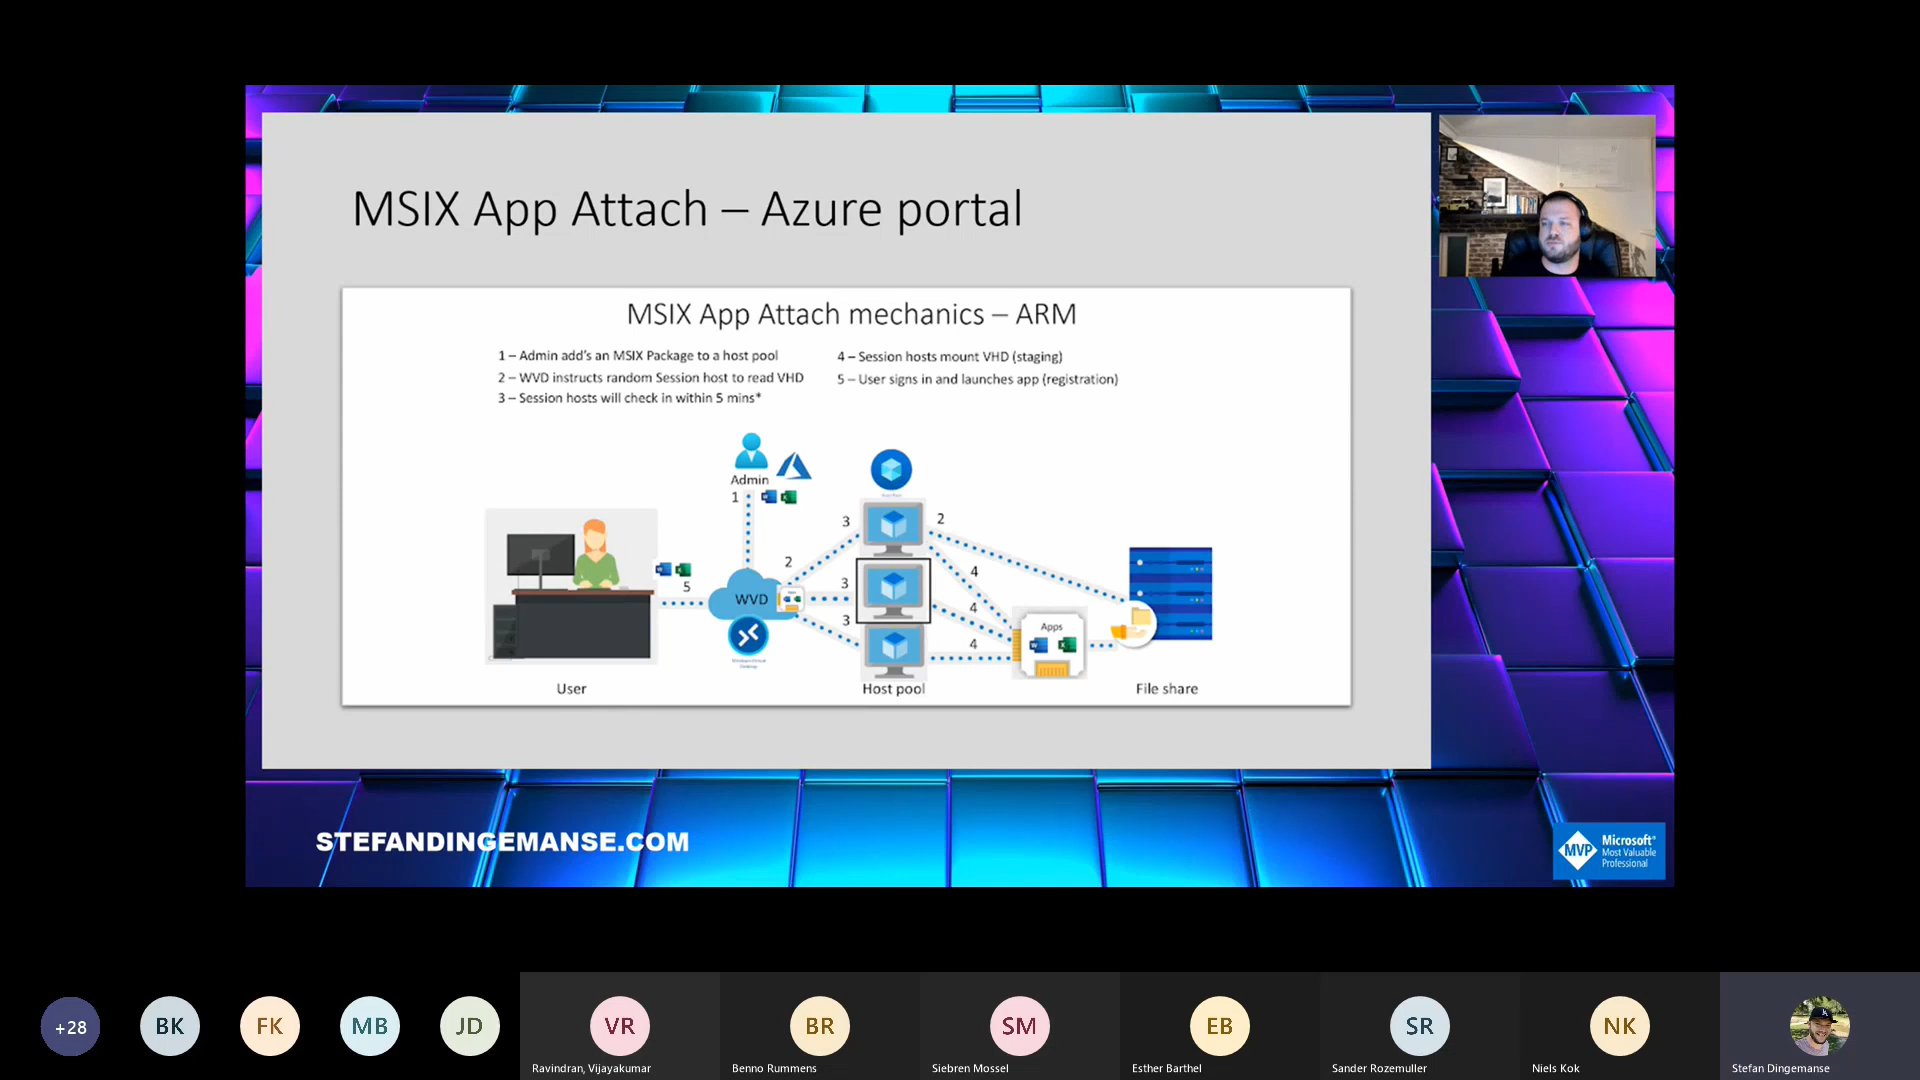 MSIX App Attach – Azure portal
MSIX App Attach mechanics – ARM
1 – Admin add's an MSIX Package to a host pool
2 – WVD instructs random Session host to read VHD
3 – Session hosts will check in within 5 mins*
4 – Session hosts mount VHD (staging)
5 – User signs in and launches app (registration)
Admin
1
3
2
2
4
3
5
WVD
4
3
Apps
4
Windows Virtual
Desktop
User
Host pool
File share
STEFANDINGEMANSE.COM
MVP
Microsoft®
Most Valuable
Professional
+28
BK
FK
MB
JD
VR
BR
SM
EB
SR
NK
Ravindran, Vijayakumar
Benno Rummens
Siebren Mossel
Esther Barthel
Sander Rozemuller
Niels Kok
Stefan Dingemanse